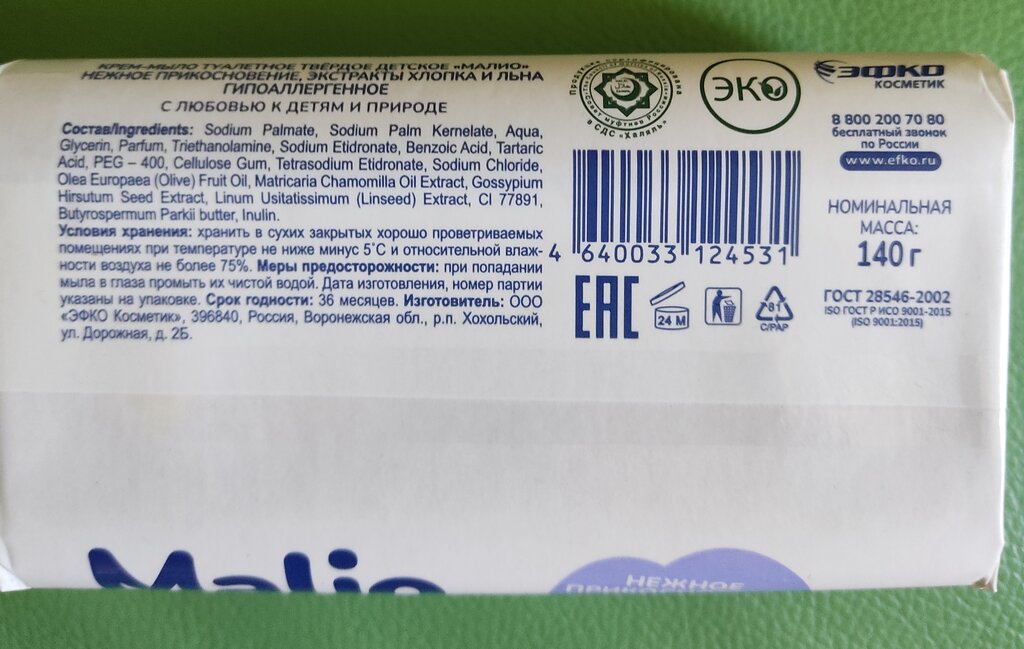 КРЕМ-МЫЛО ТУАЛЕТНОЕ ТВЁРДОЕ ДЕТСКОЕ «МАЛИО»
НЕЖНОЕ ПРИКОСНОВЕНИЕ, ЭКСТРАКТЫ ХЛОПКА И ЛЬНА
ГИПОАЛЛЕРГЕННОЕ
С ЛЮБОВЬЮ К ДЕТЯМ И ПРИРОДЕ
Состав/Ingredients: Sodium Palmate, Sodium Palm Kernelate, Aqua,
Glycerin, Parfum, Triethanolamine, Sodium Etidronate, Benzoic Acid, Tartaric
Acid, PEG – 400, Cellulose Gum, Tetrasodium Etidronate, Sodium Chloride,
Olea Europaea (Olive) Fruit Oil, Matricaria Chamomilla Oil Extract, Gossypium
Hirsutum Seed Extract, Linum Usitatissimum (Linseed) Extract, CI 77891,
Butyrospermum Parkii butter, Inulin.
Условия хранения: хранить в сухих закрытых хорошо проветриваемых
помещениях при температуре не ниже минус 5˚С и относительной влаж-
ности воздуха не более 75%. Меры предосторожности: при попадании
мыла в глаза промыть их чистой водой. Дата изготовления, номер партии
указаны на упаковке. Срок годности: 36 месяцев. Изготовитель: ООО
«ЭФКО Косметик», 396840, Россия, Воронежская обл., р.п. Хохольский,
ул. Дорожная, д. 2Б.
Продукция сертифицирована
в СДС «Халяль»
Совет муфтиев России
ЭКО
ЭФКО
КОСМЕТИК
8 800 200 70 80
бесплатный звонок
по России
www.efko.ru
4 640033 124531
НОМИНАЛЬНАЯ
МАССА:
140 г
EAC
24 М
81
C/PAP
ГОСТ 28546-2002
ISO ГОСТ Р ИСО 9001-2015
(ISO 9001:2015)
Малио
НЕЖНОЕ